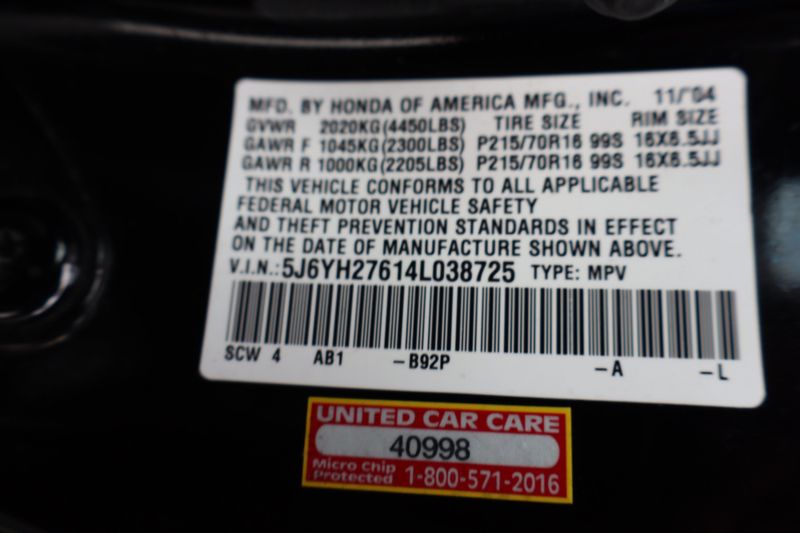 MFD. BY HONDA OF AMERICA MFG., INC. 11/'04
GVWR 2020KG(4450LBS) TIRE SIZE RIM SIZE
GAWR F 1045KG(2300LBS) P215/70R16 99S 16X6.5JJ
GAWR R 1000KG(2205LBS) P215/70R16 99S 16X6.5JJ
THIS VEHICLE CONFORMS TO ALL APPLICABLE
FEDERAL MOTOR VEHICLE SAFETY
AND THEFT PREVENTION STANDARDS IN EFFECT
ON THE DATE OF MANUFACTURE SHOWN ABOVE.
V.I.N.:5J6YH27614L038725 TYPE: MPV
SCW 4 AB1 -B92P -A -L
UNITED CAR CARE
40998
Micro Chip
Protected 1-800-571-2016